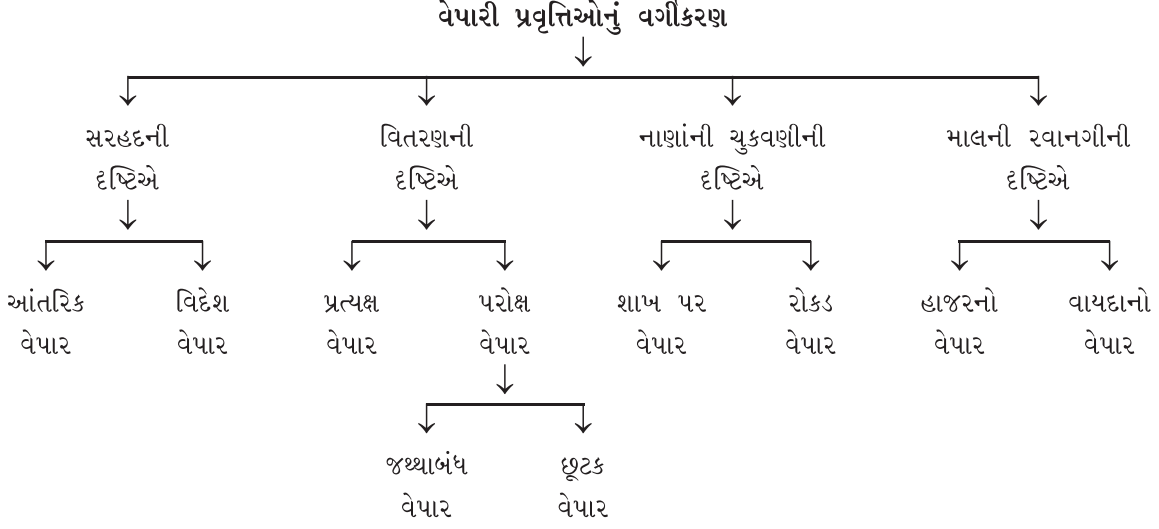 વેપારી પ્રવૃત્તિઓનું વર્ગીકરણ
સરહદની વિતરણની નાણાંની ચુકવણીની માલની રવાનગીની
દૃષ્ટિએ દૃષ્ટિએ દૃષ્ટિએ દૃષ્ટિએ
આંતરિક વિદેશ પ્રત્યક્ષ પરોક્ષ શાખ પર રોકડ હાજરનો વાયદાનો
વેપાર વેપાર વેપાર વેપાર વેપાર વેપાર વેપાર વેપાર
જથ્થાબંધ છૂટક
વેપાર વેપાર